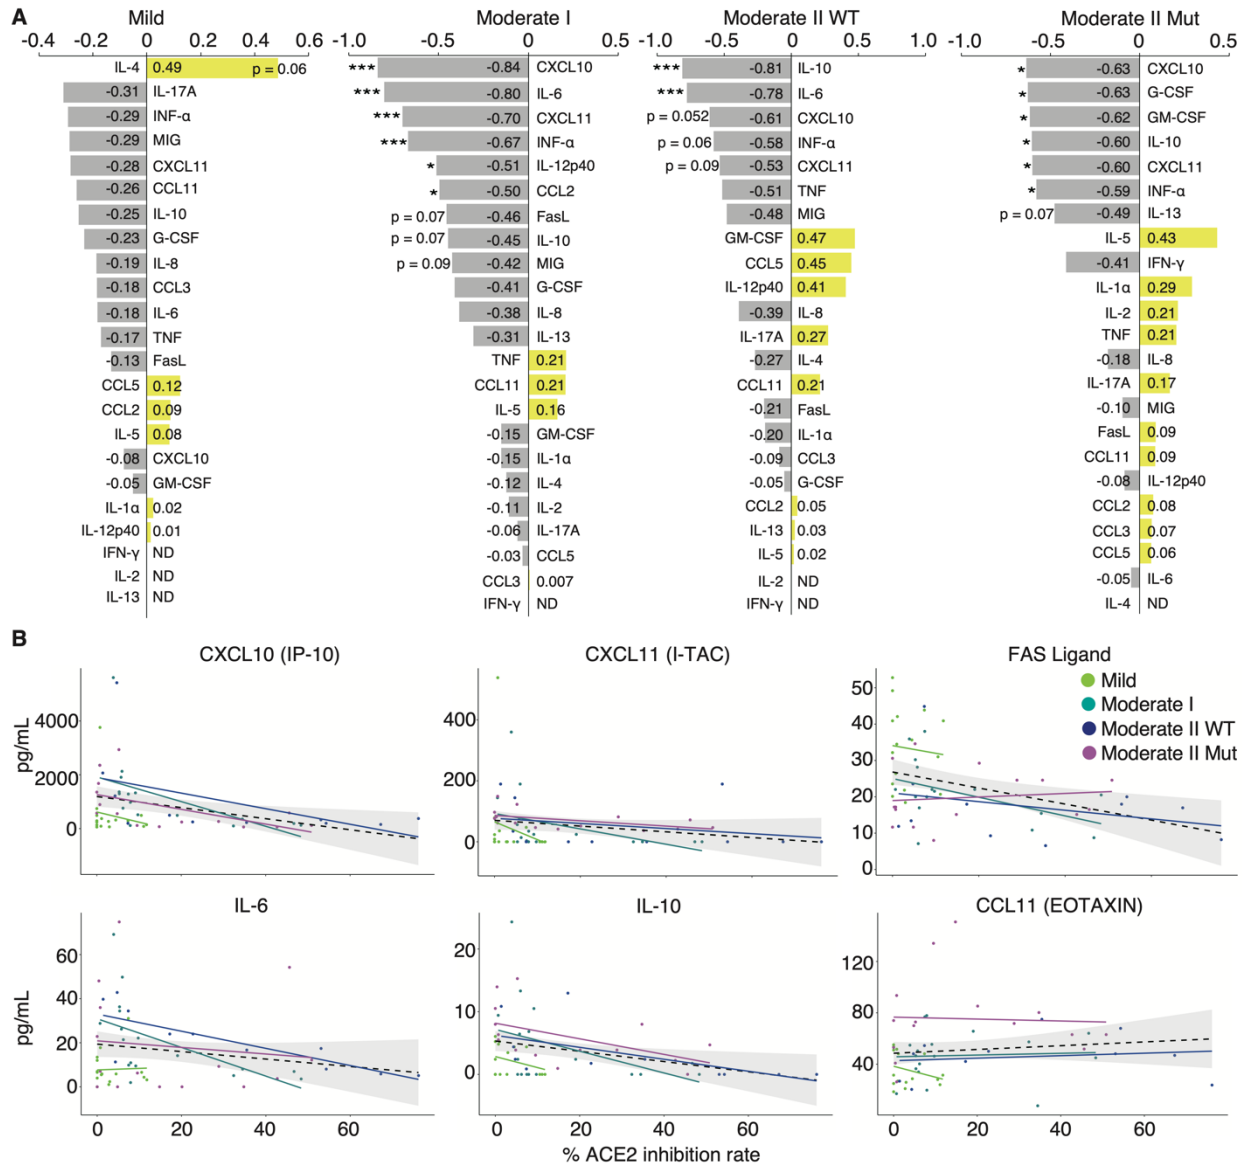 A
Mild
-0.4 -0.2 0 0.2 0.4 0.6
IL-4 0.49 p = 0.06
-0.31 IL-17A
-0.29 INF-α
-0.29 MIG
-0.28 CXCL11
-0.26 CCL11
-0.25 IL-10
-0.23 G-CSF
-0.19 IL-8
-0.18 CCL3
-0.18 IL-6
-0.17 TNF
-0.13 FasL
CCL5 0.12
CCL2 0.09
IL-5 0.08
-0.08 CXCL10
-0.05 GM-CSF
IL-1α 0.02
IL-12p40 0.01
IFN-γ ND
IL-2 ND
IL-13 ND
Moderate I
-1.0 -0.5 0 0.5
*** -0.84 CXCL10
*** -0.80 IL-6
*** -0.70 CXCL11
*** -0.67 INF-α
* -0.51 IL-12p40
* -0.50 CCL2
p = 0.07 -0.46 FasL
p = 0.07 -0.45 IL-10
p = 0.09 -0.42 MIG
-0.41 G-CSF
-0.38 IL-8
-0.31 IL-13
TNF 0.21
CCL11 0.21
IL-5 0.16
-0.15 GM-CSF
-0.15 IL-1α
-0.12 IL-4
-0.11 IL-2
-0.06 IL-17A
-0.03 CCL5
CCL3 0.007
IFN-γ ND
Moderate II WT
-1.0 -0.5 0 0.5 1.0
*** -0.81 IL-10
*** -0.78 IL-6
p = 0.052 -0.61 CXCL10
p = 0.06 -0.58 INF-α
p = 0.09 -0.53 CXCL11
-0.51 TNF
-0.48 MIG
GM-CSF 0.47
CCL5 0.45
IL-12p40 0.41
-0.39 IL-8
IL-17A 0.27
-0.27 IL-4
CCL11 0.21
-0.21 FasL
-0.20 IL-1α
-0.09 CCL3
-0.05 G-CSF
CCL2 0.05
IL-13 0.03
IL-5 0.02
IL-2 ND
IFN-γ ND
Moderate II Mut
-1.0 -0.5 0 0.5
* -0.63 CXCL10
* -0.63 G-CSF
* -0.62 GM-CSF
* -0.60 IL-10
* -0.60 CXCL11
* -0.59 INF-α
p = 0.07 -0.49 IL-13
IL-5 0.43
-0.41 IFN-γ
IL-1α 0.29
IL-2 0.21
TNF 0.21
-0.18 IL-8
IL-17A 0.17
-0.10 MIG
FasL 0.09
CCL11 0.09
-0.08 IL-12p40
CCL2 0.08
CCL3 0.07
CCL5 0.06
-0.05 IL-6
IL-4 ND
B
CXCL10 (IP-10)
pg/mL
4000
2000
0
CXCL11 (I-TAC)
400
200
0
FAS Ligand
50
40
30
20
10
0
Mild
Moderate I
Moderate II WT
Moderate II Mut
IL-6
pg/mL
60
40
20
0
0 20 40 60
IL-10
20
10
0
0 20 40 60
CCL11 (EOTAXIN)
120
80
40
0 20 40 60
% ACE2 inhibition rate